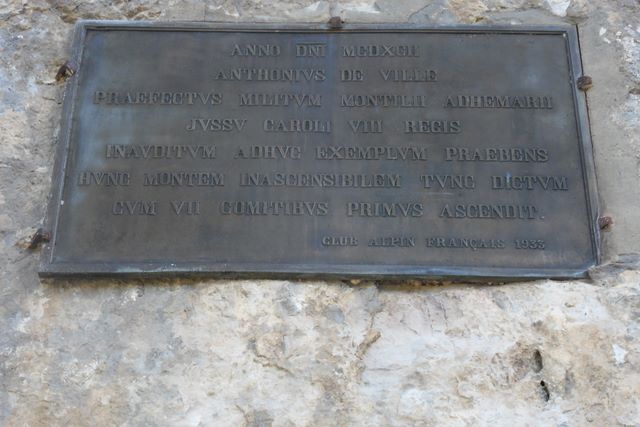 ANNO DNI MCDXCII
ANTHONIVS DE VILLE
PRAEFECTVS MILITVM MONTILII ADHEMARII
JVSSV CAROLI VIII REGIS
INAVDITVM ADHVC EXEMPLVM PRAEBENS
HVNC MONTEM INASCENSIBILEM TVNC DICTVM
CVM VII COMITIBVS PRIMVS ASCENDIT.
CLUB ALPIN FRANÇAIS 1933